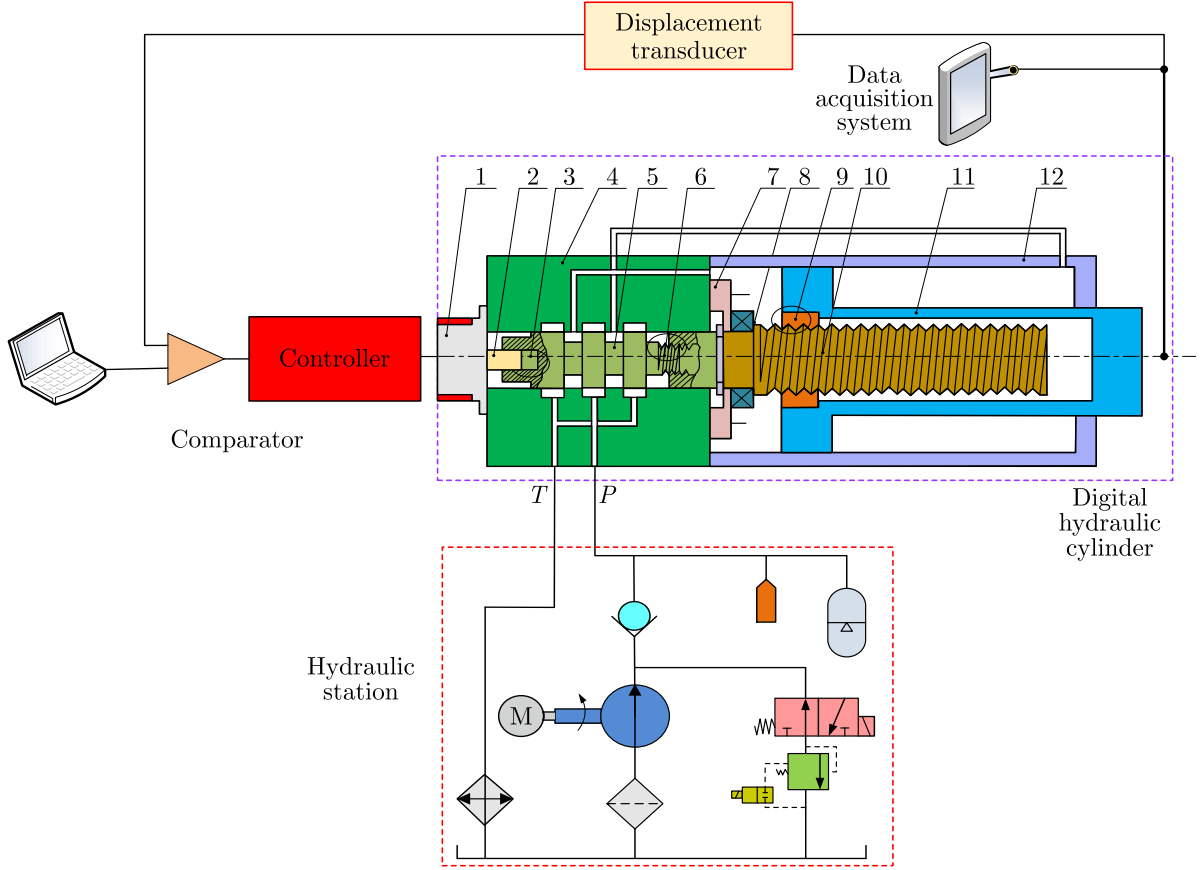 Displacement
transducer
Data
acquisition
system
1 2 3 4 5 6 7 8 9 10 11 12
Controller
Comparator
T P
Digital
hydraulic
cylinder
Hydraulic
station
M